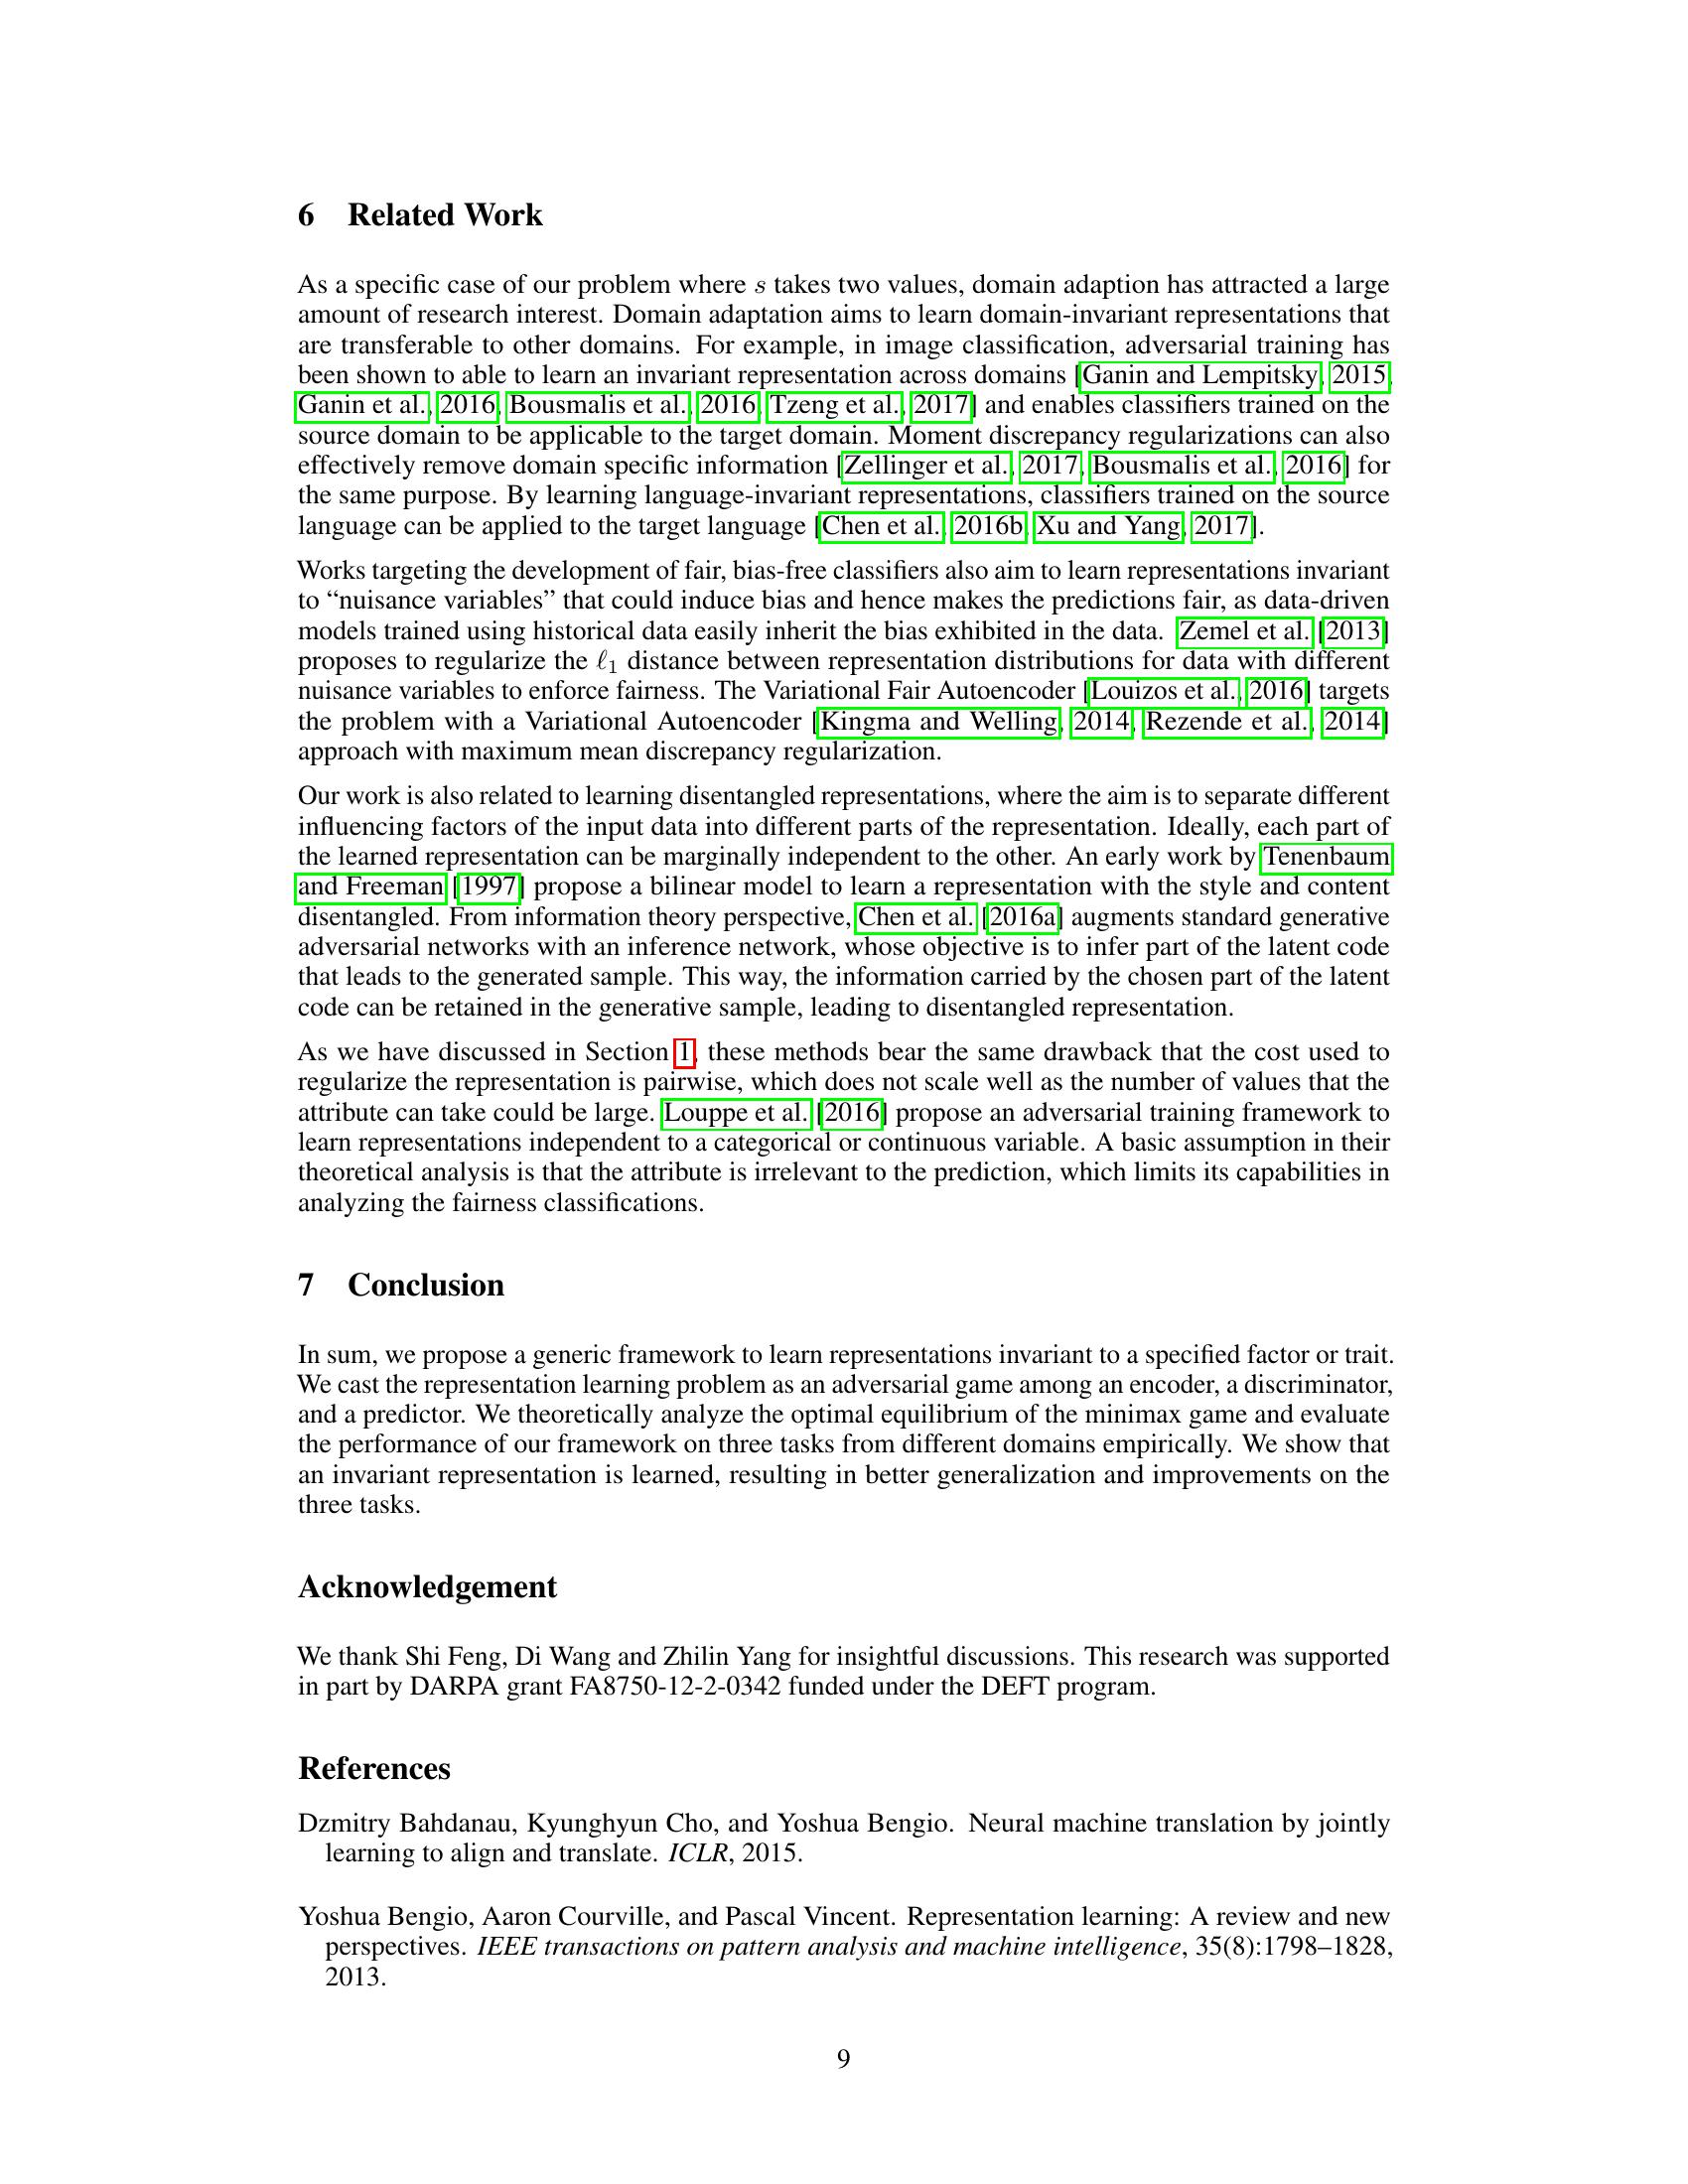 6 Related Work
As a specific case of our problem where s takes two values, domain adaption has attracted a large
amount of research interest. Domain adaptation aims to learn domain-invariant representations that
are transferable to other domains. For example, in image classification, adversarial training has
been shown to able to learn an invariant representation across domains [Ganin and Lempitsky, 2015,
Ganin et al., 2016, Bousmalis et al., 2016, Tzeng et al., 2017] and enables classifiers trained on the
source domain to be applicable to the target domain. Moment discrepancy regularizations can also
effectively remove domain specific information [Zellinger et al., 2017, Bousmalis et al., 2016] for
the same purpose. By learning language-invariant representations, classifiers trained on the source
language can be applied to the target language [Chen et al., 2016b, Xu and Yang, 2017].
Works targeting the development of fair, bias-free classifiers also aim to learn representations invariant
to “nuisance variables” that could induce bias and hence makes the predictions fair, as data-driven
models trained using historical data easily inherit the bias exhibited in the data. Zemel et al. [2013]
proposes to regularize the ℓ₁ distance between representation distributions for data with different
nuisance variables to enforce fairness. The Variational Fair Autoencoder [Louizos et al., 2016] targets
the problem with a Variational Autoencoder [Kingma and Welling, 2014, Rezende et al., 2014]
approach with maximum mean discrepancy regularization.
Our work is also related to learning disentangled representations, where the aim is to separate different
influencing factors of the input data into different parts of the representation. Ideally, each part of
the learned representation can be marginally independent to the other. An early work by Tenenbaum
and Freeman [1997] propose a bilinear model to learn a representation with the style and content
disentangled. From information theory perspective, Chen et al. [2016a] augments standard generative
adversarial networks with an inference network, whose objective is to infer part of the latent code
that leads to the generated sample. This way, the information carried by the chosen part of the latent
code can be retained in the generative sample, leading to disentangled representation.
As we have discussed in Section 1, these methods bear the same drawback that the cost used to
regularize the representation is pairwise, which does not scale well as the number of values that the
attribute can take could be large. Louppe et al. [2016] propose an adversarial training framework to
learn representations independent to a categorical or continuous variable. A basic assumption in their
theoretical analysis is that the attribute is irrelevant to the prediction, which limits its capabilities in
analyzing the fairness classifications.
7 Conclusion
In sum, we propose a generic framework to learn representations invariant to a specified factor or trait.
We cast the representation learning problem as an adversarial game among an encoder, a discriminator,
and a predictor. We theoretically analyze the optimal equilibrium of the minimax game and evaluate
the performance of our framework on three tasks from different domains empirically. We show that
an invariant representation is learned, resulting in better generalization and improvements on the
three tasks.
Acknowledgement
We thank Shi Feng, Di Wang and Zhilin Yang for insightful discussions. This research was supported
in part by DARPA grant FA8750-12-2-0342 funded under the DEFT program.
References
Dzmitry Bahdanau, Kyunghyun Cho, and Yoshua Bengio. Neural machine translation by jointly
learning to align and translate. ICLR, 2015.
Yoshua Bengio, Aaron Courville, and Pascal Vincent. Representation learning: A review and new
perspectives. IEEE transactions on pattern analysis and machine intelligence, 35(8):1798–1828,
2013.
9